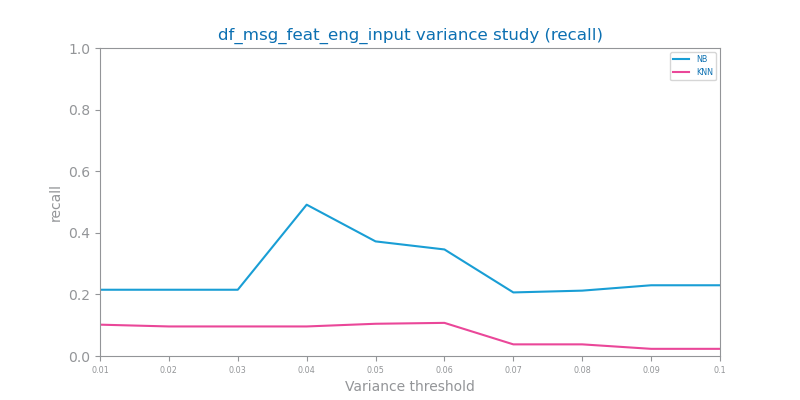 df_msg_feat_eng_input variance study (recall)
1.0
0.8
0.6
0.4
0.2
0.0
recall
NB
KNN
0.01 0.02 0.03 0.04 0.05 0.06 0.07 0.08 0.09 0.1
Variance threshold